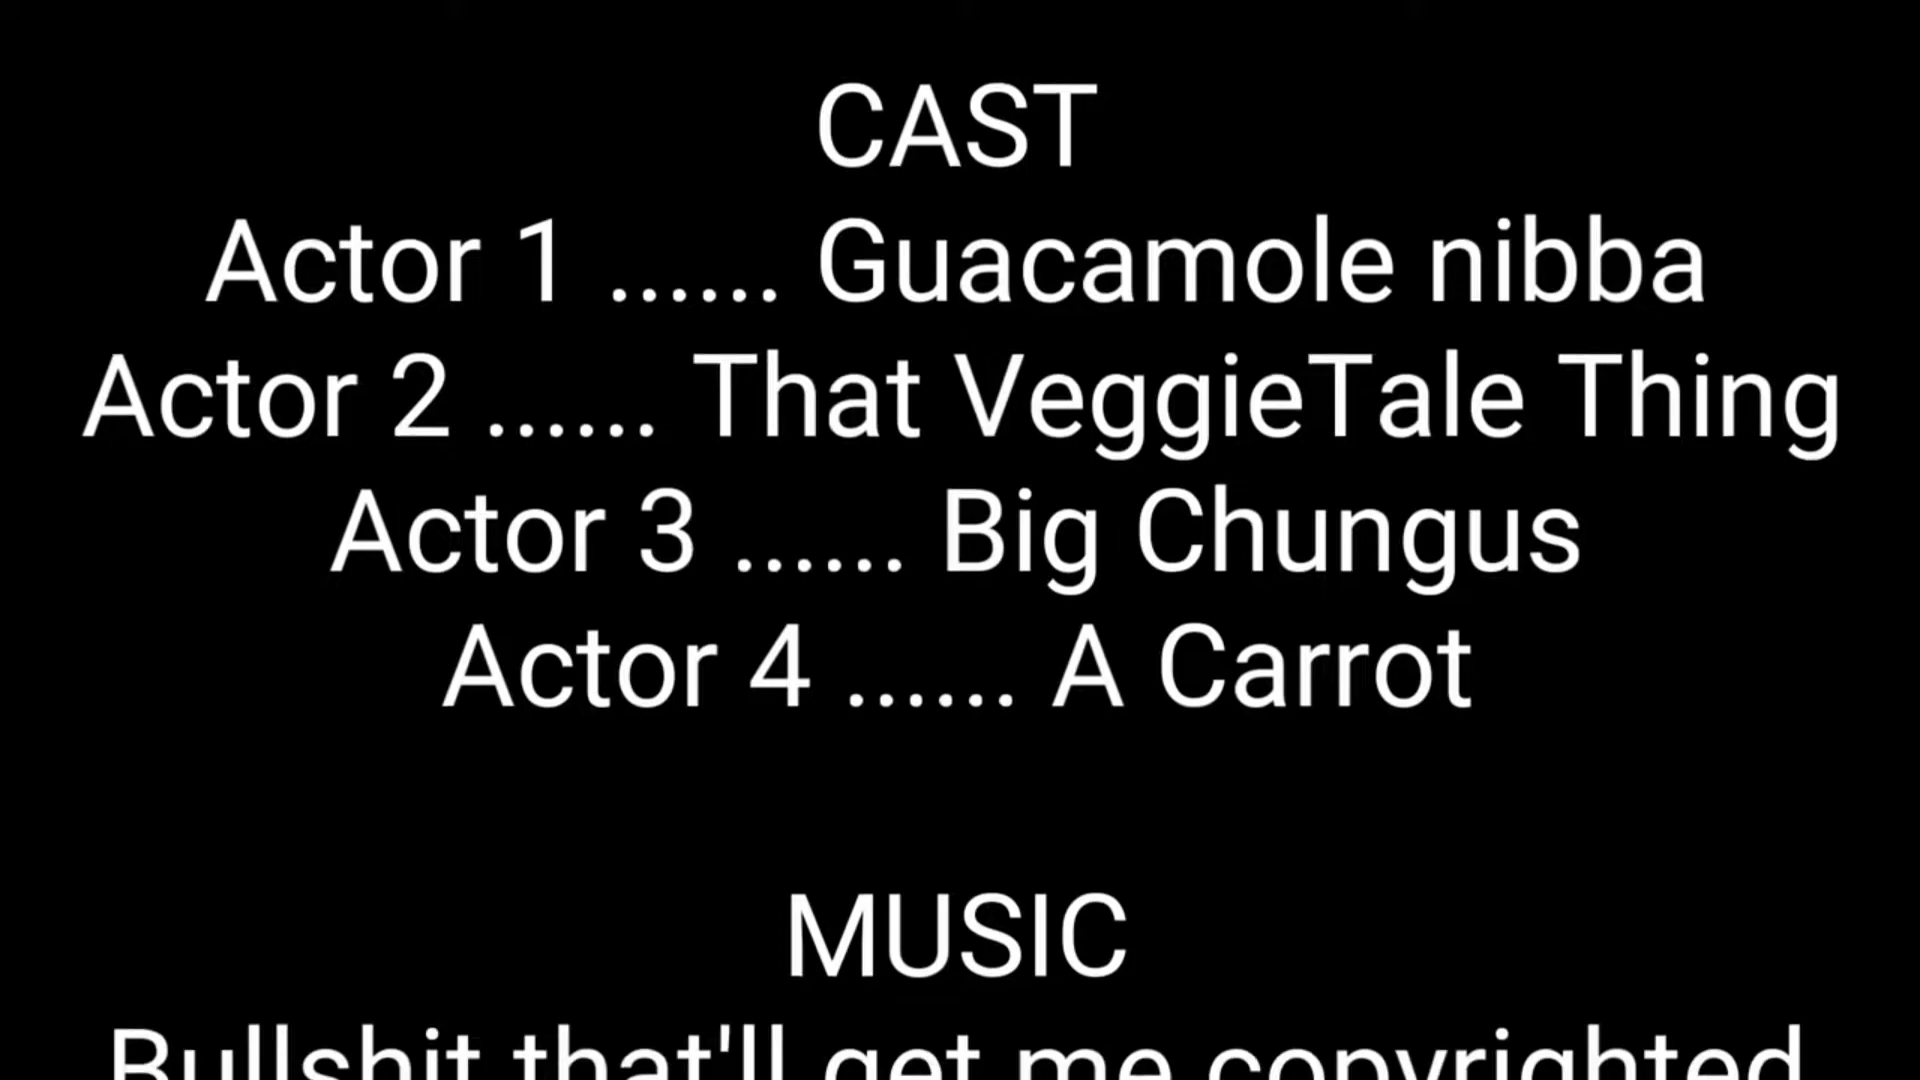 CAST
Actor 1 ...... Guacamole nibba
Actor 2 ...... That VeggieTale Thing
Actor 3 ...... Big Chungus
Actor 4 ...... A Carrot
MUSIC
Bullshit that'll get me copyrighted